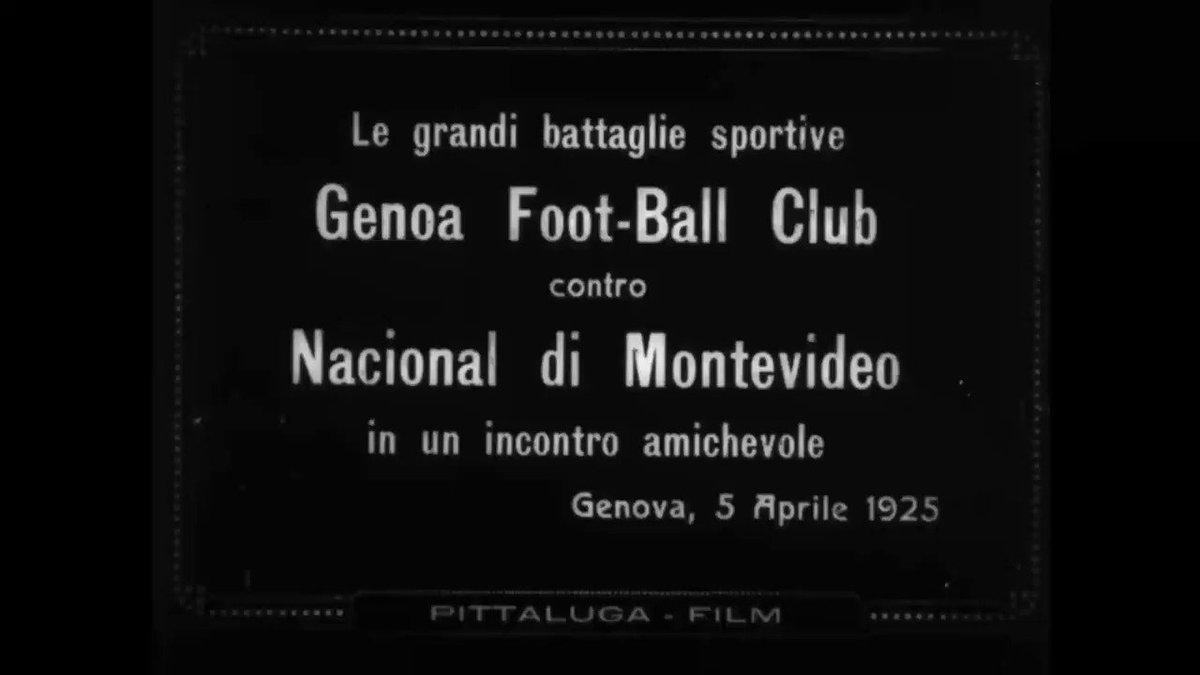 Le grandi battaglie sportive
Genoa Foot-Ball Club
contro
Nacional di Montevideo
in un incontro amichevole
Genova, 5 Aprile 1925
PITTALUGA - FILM